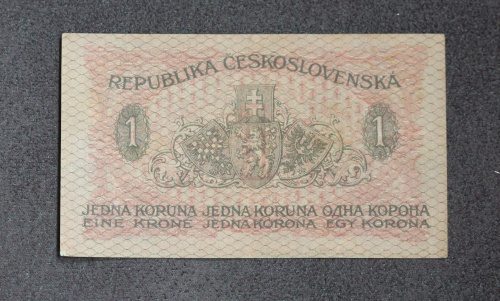 REPUBLIKA ČESKOSLOVENSKÁ
1 1
JEDNA KORUNA JEDNA KORUNA ОДНА КОРОНА
EINE KRONE JEDNA KORONA EGY KORONA